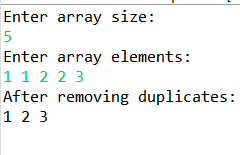 Enter array size:
5
Enter array elements:
1 1 2 2 3
After removing duplicates:
1 2 3